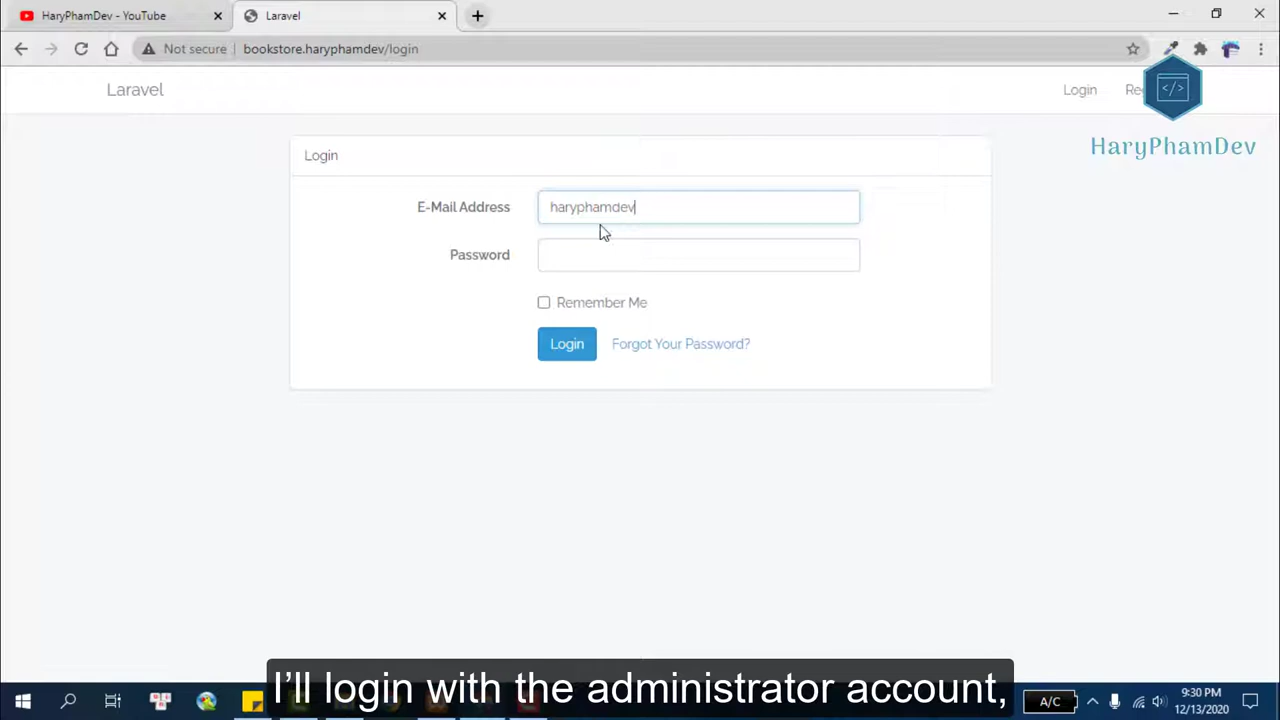 HaryPhamDev - YouTube
Laravel
Not secure
bookstore.haryphamdev/login
Laravel
Login
</>
HaryPhamDev
Login
E-Mail Address
haryphamdev
Password
Remember Me
Login
Forgot Your Password?
I'll login with the administrator account,
A/C
9:30 PM
12/13/2020